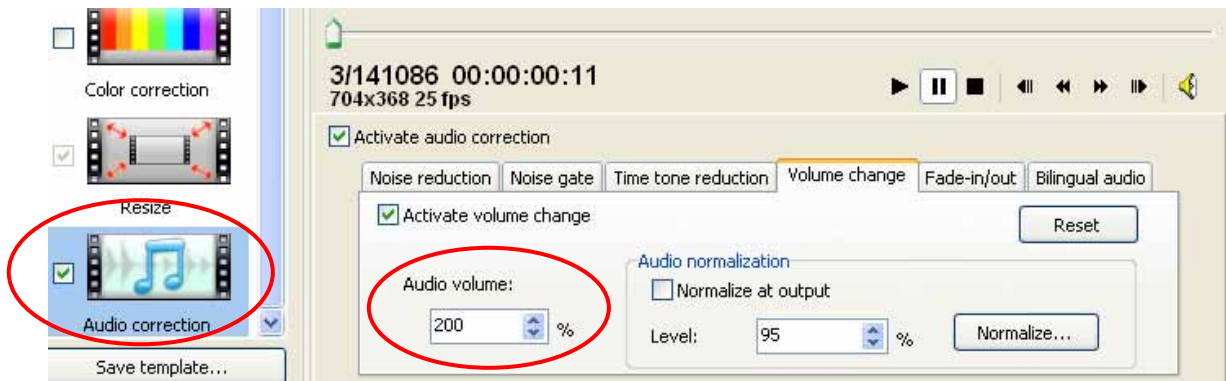 Color correction
Resize
Audio correction
Save template...
3/141086 00:00:00:11
704x368 25 fps
Activate audio correction
Noise reduction Noise gate Time tone reduction Volume change Fade-in/out Bilingual audio
Activate volume change
Reset
Audio volume:
200 %
Audio normalization
Normalize at output
Level: 95 %
Normalize...